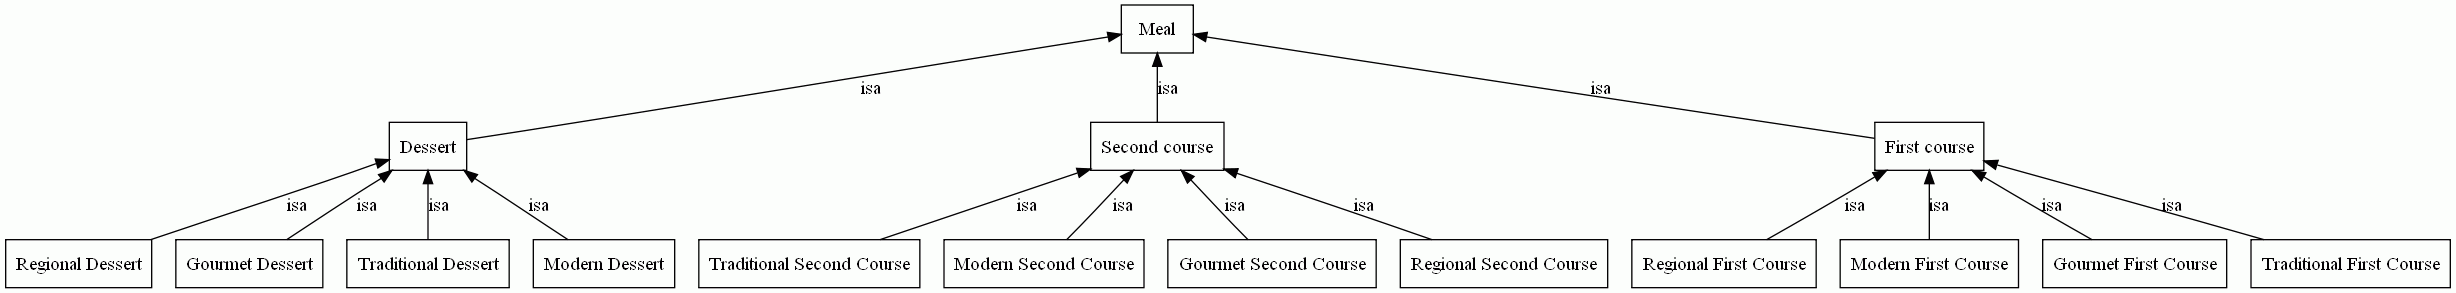 Meal
isa
isa
isa
Dessert
Second course
First course
isa
isa
isa
isa
isa
isa
isa
isa
isa
isa
isa
isa
Regional Dessert
Gourmet Dessert
Traditional Dessert
Modern Dessert
Traditional Second Course
Modern Second Course
Gourmet Second Course
Regional Second Course
Regional First Course
Modern First Course
Gourmet First Course
Traditional First Course